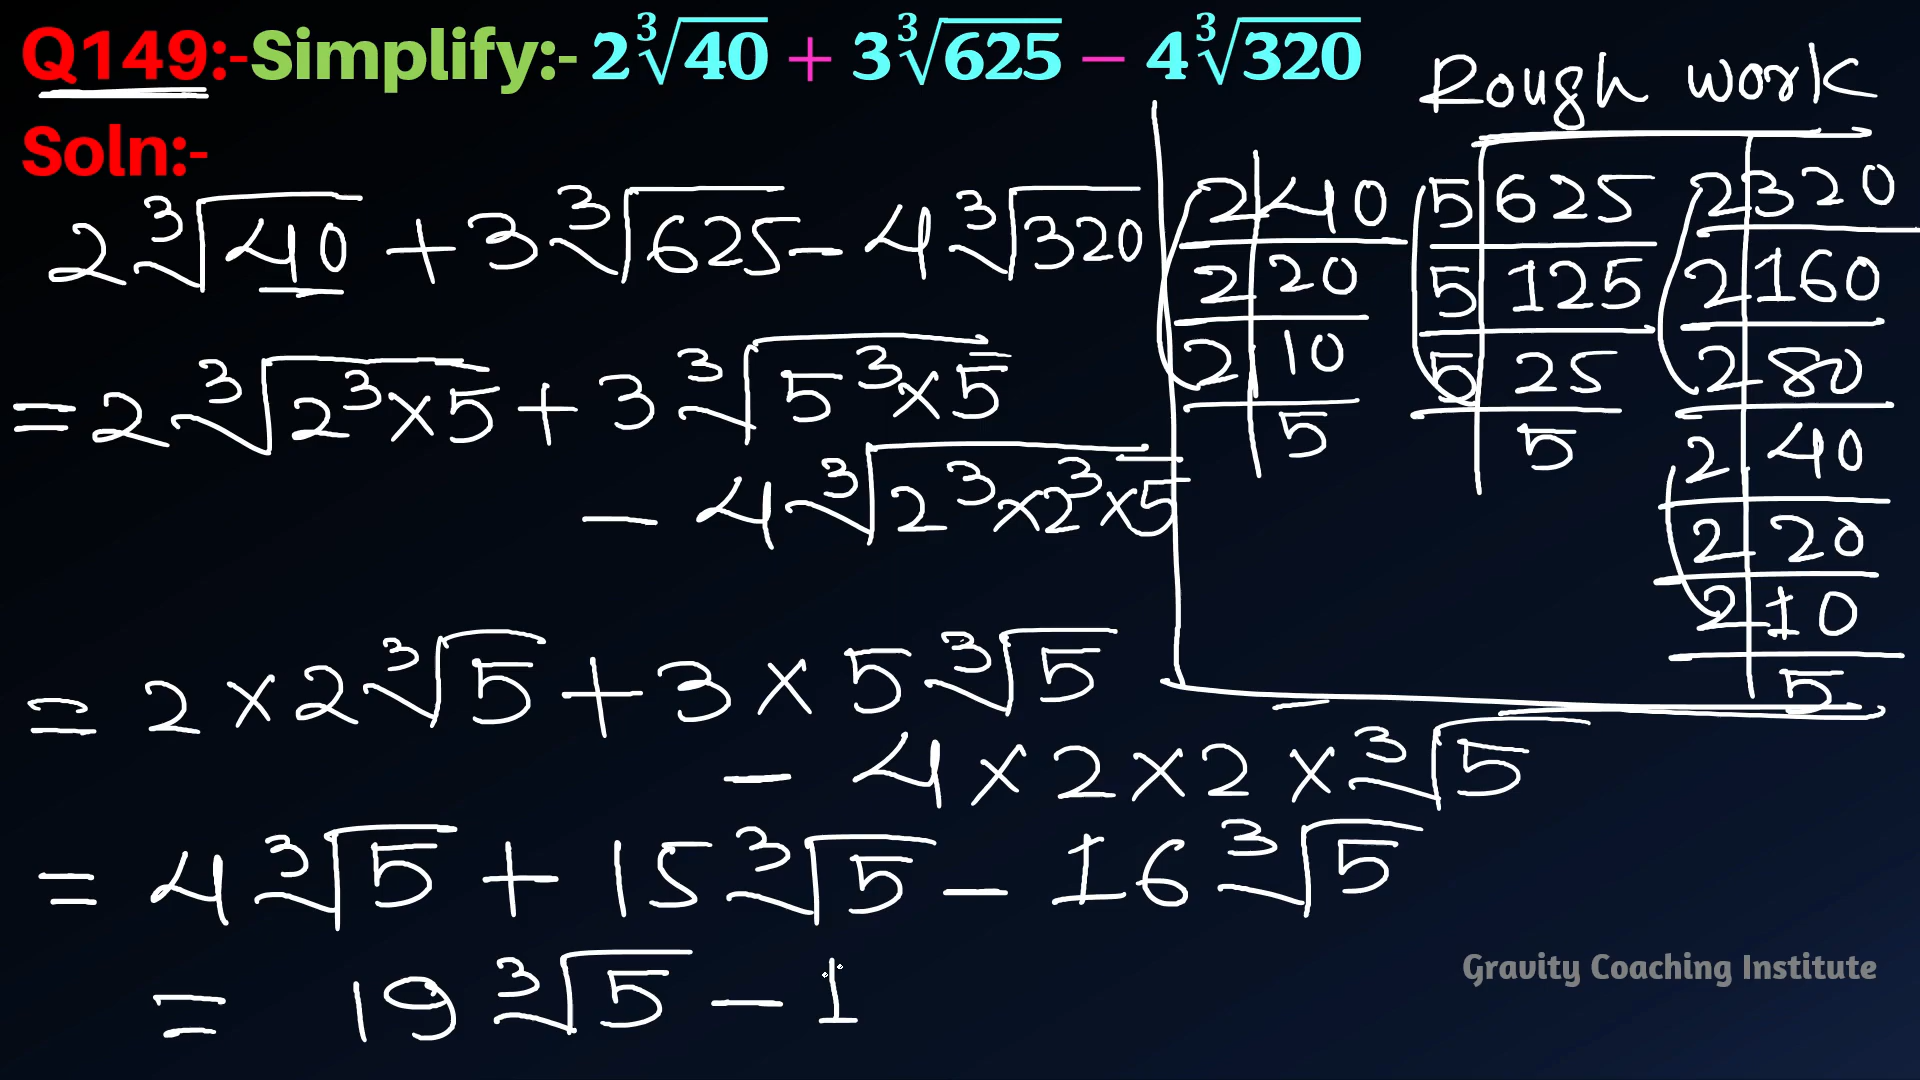 Q149:-Simplify:- 2∛40 + 3∛625 − 4∛320
Soln:-
Rough work
2∛40 + 3∛625 − 4∛320
= 2∛(2³×5) + 3∛(5³×5)
− 4∛(2³×2³×5)
= 2 × 2∛5 + 3 × 5∛5
− 4 × 2 × 2 × ∛5
= 4∛5 + 15∛5 − 16∛5
= 19∛5 − 1
2 | 40
2 | 20
2 | 10
5
5 | 625
5 | 125
5 | 25
5
2 | 320
2 | 160
2 | 80
2 | 40
2 | 20
2 | 10
5
Gravity Coaching Institute